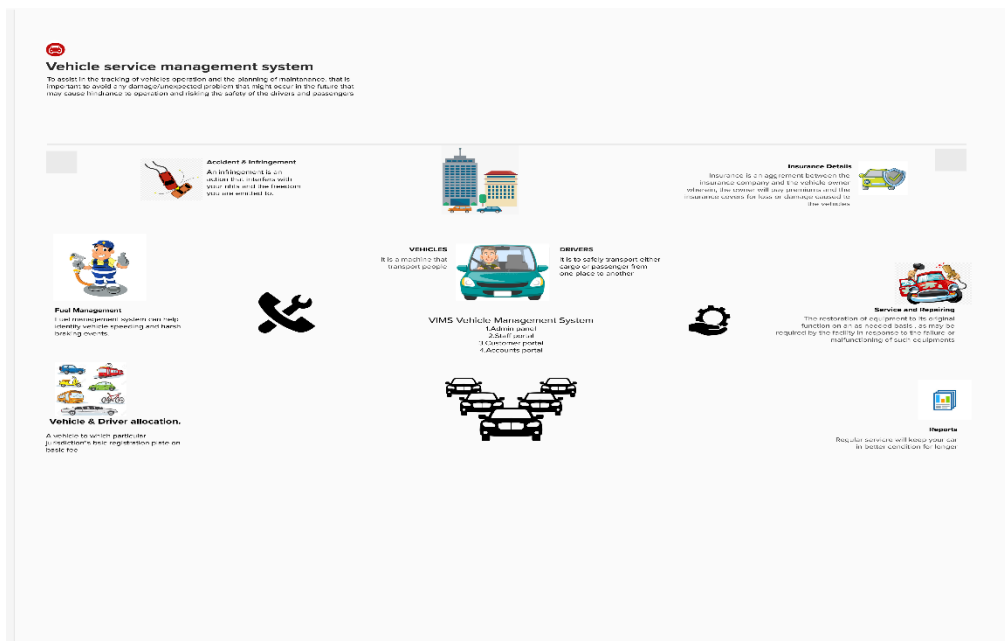 Vehicle service management system
To assist in the tracking of vehicles operation and the planning of maintanance, that is
important to avoid any damage/unexpected problem that might occur in the future that
may cause hindrance to operation and risking the safety of the drivers and passengers
Accident & Infringement
An infringement is an
action that interfers with
your rihts and the freedom
you are entitled to.
Insurance Details
Insurance is an aggrement between the
insurance company and the vehicle owner
wherein, the owner will pay premiums and the
insurance covers for loss or damage caused to
the vehicles
VEHICLES
It is a machine that
transport people
DRIVERS
It is to safely transport either
cargo or passenger from
one place to another
Fuel Management
Fuel management system can help
identify vehicle speeding and harsh
braking events.
VIMS Vehicle Management System
1.Admin panel
2.Staff portal
3.Customer portal
4.Accounts portal
Service and Repairing
The restoration of equipment to its original
function on an as needed basis , as may be
required by the facility in response to the failure or
malfunctioning of such equipments
Vehicle & Driver allocation.
A vehicle to which particular
jurisdiction's basic registration plate on
basic fee
Reports
Regular servicre will keep your car
in better condition for longer